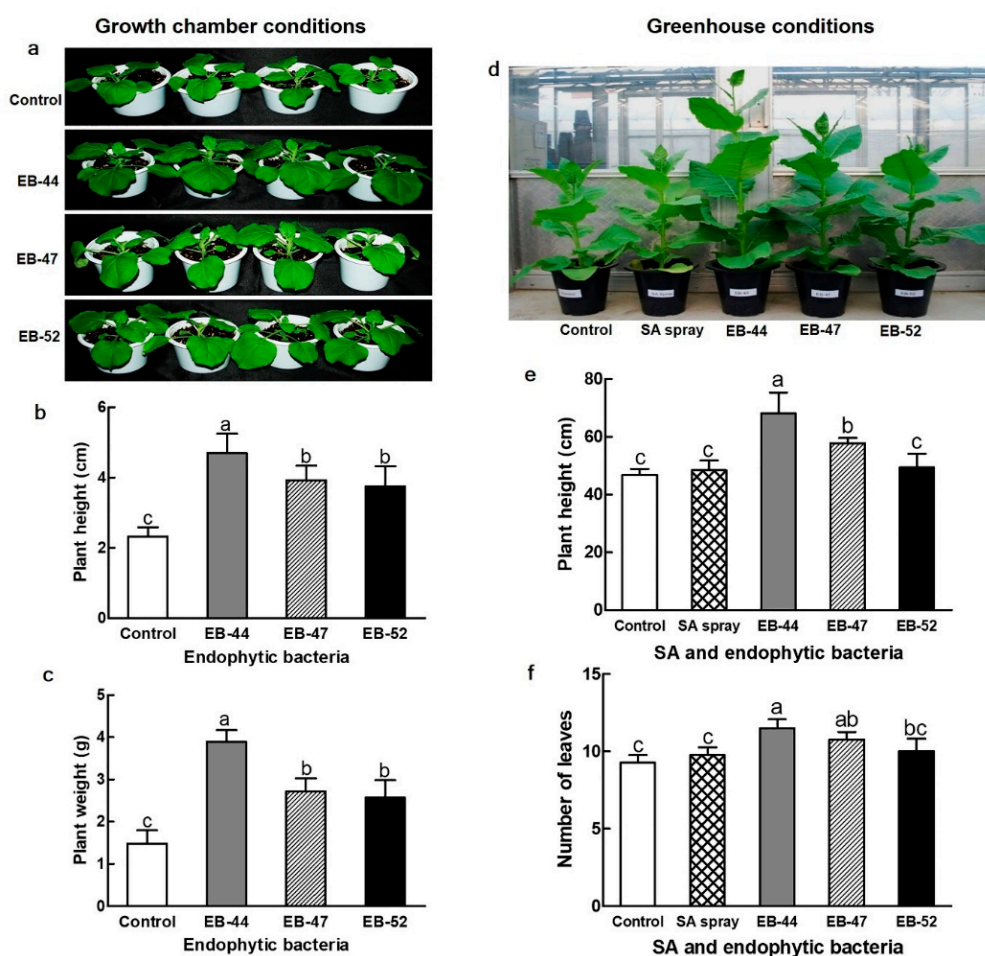 Growth chamber conditions
a
Control
EB-44
EB-47
EB-52
b
Plant height (cm)
6
4
2
0
c
a
b
b
Control EB-44 EB-47 EB-52
Endophytic bacteria
c
Plant weight (g)
5
4
3
2
1
0
c
a
b
b
Control EB-44 EB-47 EB-52
Endophytic bacteria
Greenhouse conditions
d
EB-44
Control SA spray EB-44 EB-47 EB-52
e
Plant height (cm)
80
60
40
20
0
c
c
a
b
c
Control SA spray EB-44 EB-47 EB-52
SA and endophytic bacteria
f
Number of leaves
15
10
5
0
c
c
a
ab
bc
Control SA spray EB-44 EB-47 EB-52
SA and endophytic bacteria